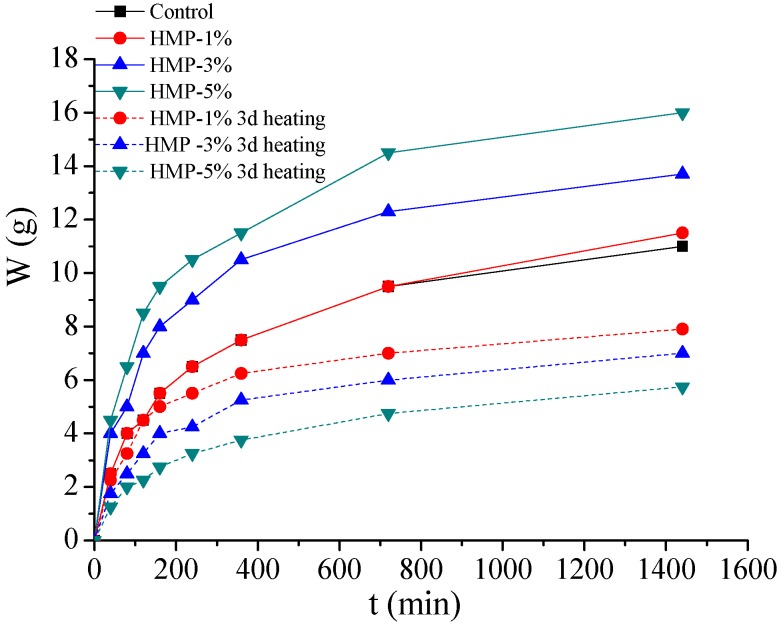 Control
HMP-1%
HMP-3%
HMP-5%
HMP-1% 3d heating
HMP -3% 3d heating
HMP-5% 3d heating
18
16
14
12
10
8
6
4
2
0
W (g)
0 200 400 600 800 1000 1200 1400 1600
t (min)